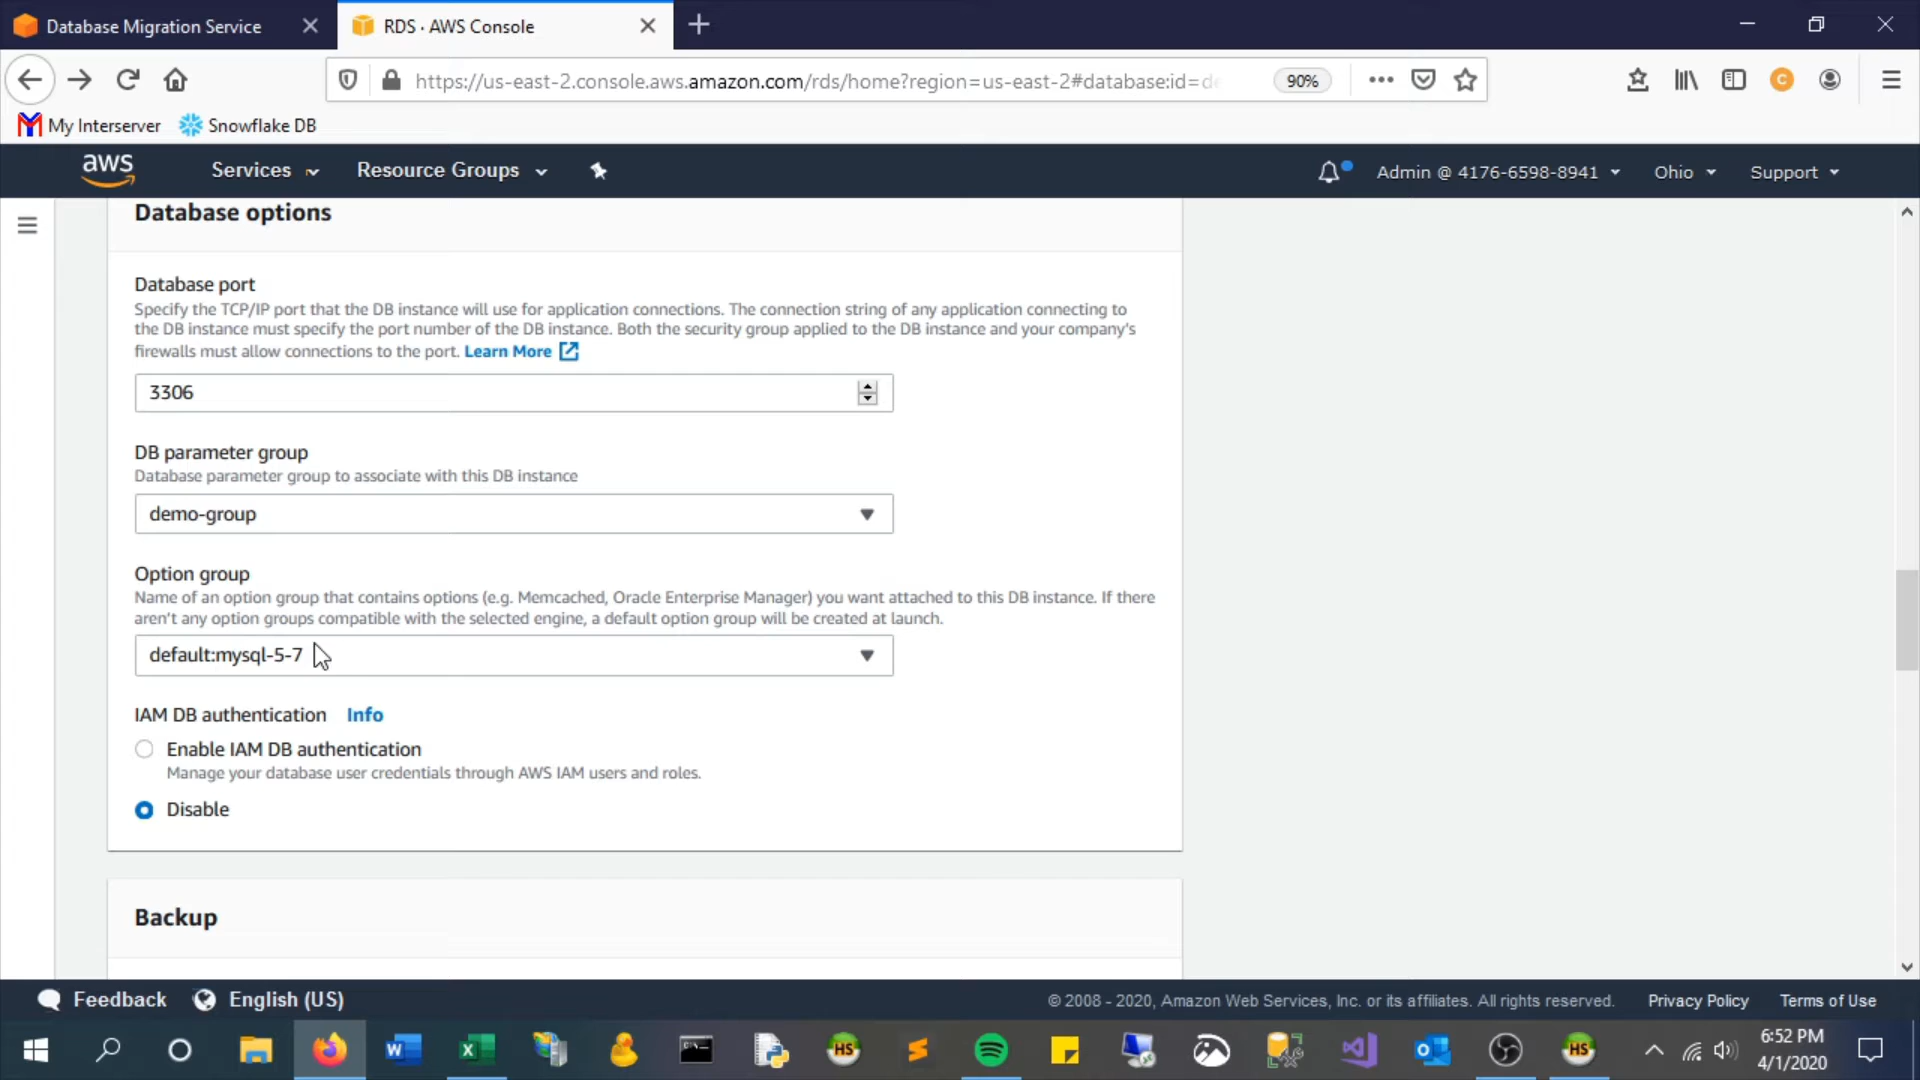 Database Migration Service
RDS · AWS Console
https://us-east-2.console.aws.amazon.com/rds/home?region=us-east-2#database:id=de
90%
My Interserver
Snowflake DB
aws
Services
Resource Groups
Admin @ 4176-6598-8941
Ohio
Support
Database options
Database port
Specify the TCP/IP port that the DB instance will use for application connections. The connection string of any application connecting to
the DB instance must specify the port number of the DB instance. Both the security group applied to the DB instance and your company's
firewalls must allow connections to the port. Learn More
3306
DB parameter group
Database parameter group to associate with this DB instance
demo-group
Option group
Name of an option group that contains options (e.g. Memcached, Oracle Enterprise Manager) you want attached to this DB instance. If there
aren't any option groups compatible with the selected engine, a default option group will be created at launch.
default:mysql-5-7
IAM DB authentication Info
Enable IAM DB authentication
Manage your database user credentials through AWS IAM users and roles.
Disable
Backup
Feedback
English (US)
© 2008 - 2020, Amazon Web Services, Inc. or its affiliates. All rights reserved.
Privacy Policy
Terms of Use
6:52 PM
4/1/2020